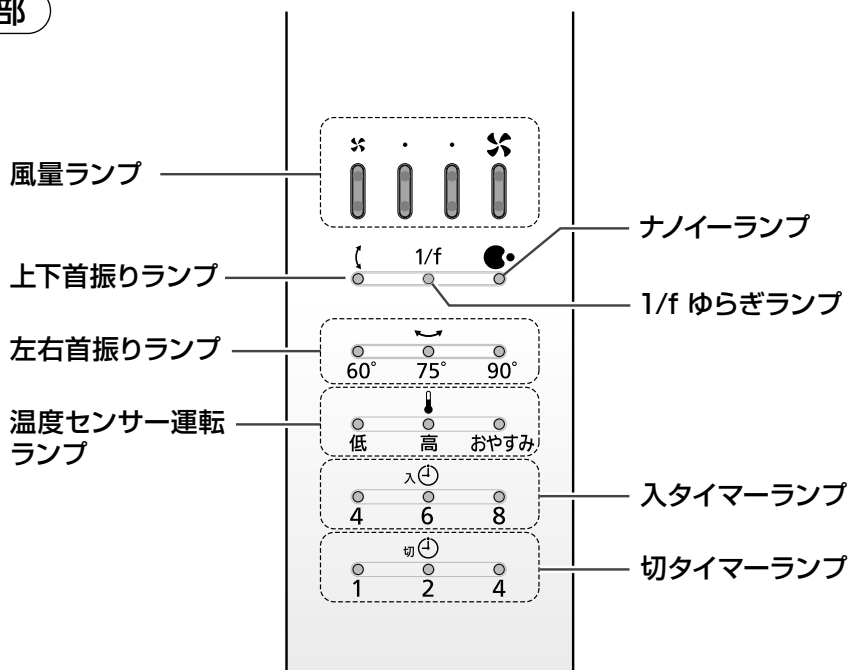 部
風量ランプ
上下首振りランプ
1/f
ナノイーランプ
1/f ゆらぎランプ
左右首振りランプ
60° 75° 90°
温度センサー運転
ランプ
低 高 おやすみ
入
4 6 8
入タイマーランプ
切
1 2 4
切タイマーランプ